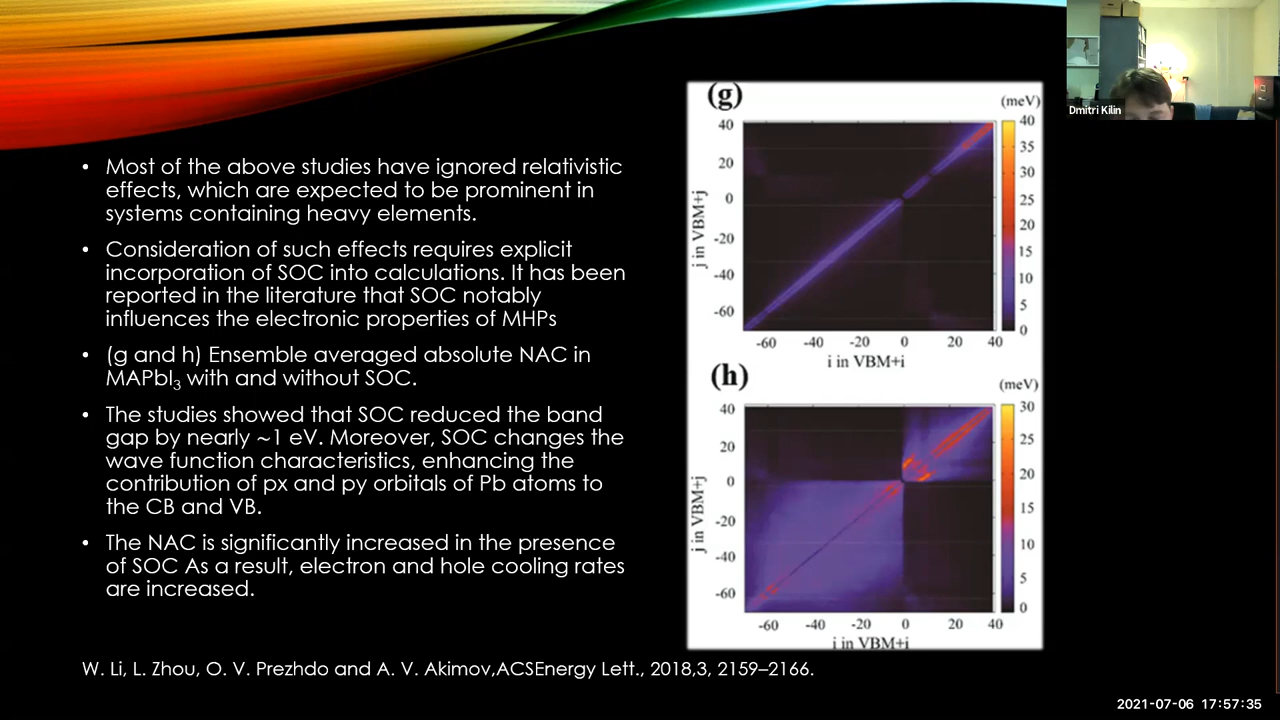 • Most of the above studies have ignored relativistic
effects, which are expected to be prominent in
systems containing heavy elements.
• Consideration of such effects requires explicit
incorporation of SOC into calculations. It has been
reported in the literature that SOC notably
influences the electronic properties of MHPs
• (g and h) Ensemble averaged absolute NAC in
MAPbI₃ with and without SOC.
• The studies showed that SOC reduced the band
gap by nearly ~1 eV. Moreover, SOC changes the
wave function characteristics, enhancing the
contribution of px and py orbitals of Pb atoms to
the CB and VB.
• The NAC is significantly increased in the presence
of SOC As a result, electron and hole cooling rates
are increased.
(g)
(meV)
40
20
0
-20
-40
-60
j in VBM+j
-60
-40
-20
0
20
40
i in VBM+i
40
35
30
25
20
15
10
5
0
(h)
(meV)
40
20
0
-20
-40
-60
j in VBM+j
-60
-40
-20
0
20
40
i in VBM+i
30
25
20
15
10
5
0
W. Li, L. Zhou, O. V. Prezhdo and A. V. Akimov,ACSEnergy Lett., 2018,3, 2159–2166.
Dmitri Kilin
2021-07-06 17:57:35